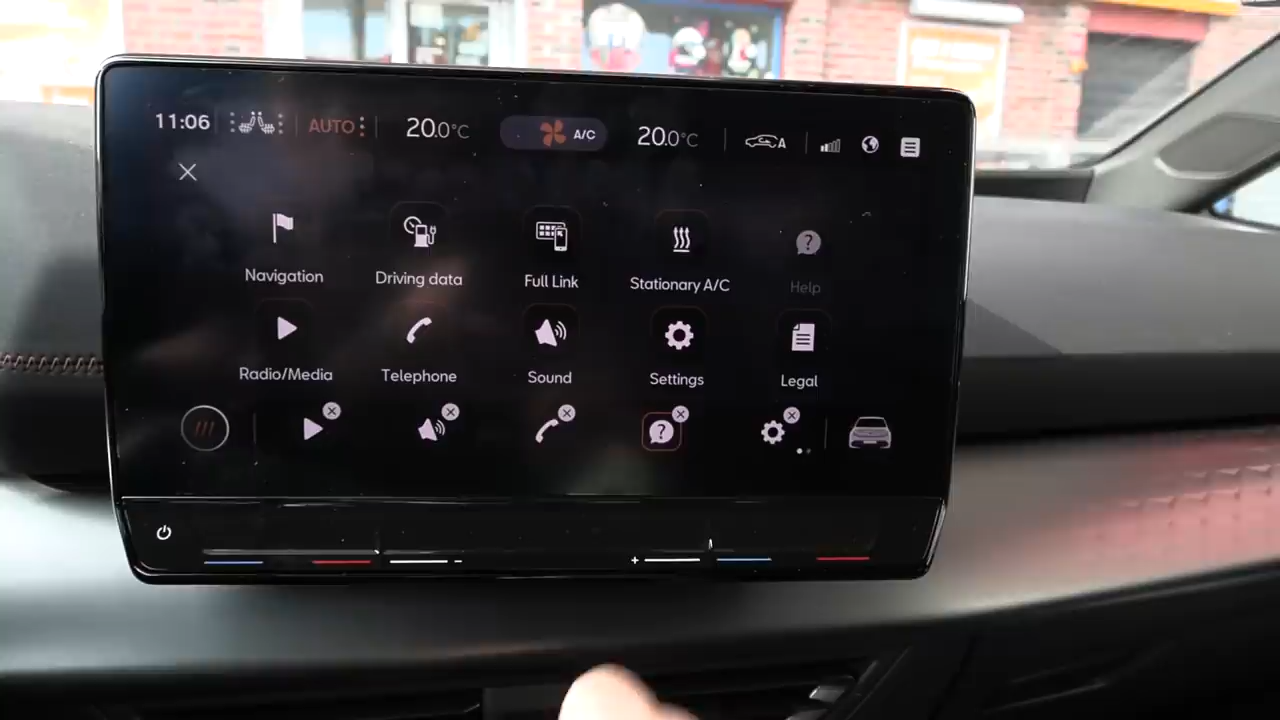 11:06 AUTO 20.0°C A/C 20.0°C A
Navigation Driving data Full Link Stationary A/C Help
Radio/Media Telephone Sound Settings Legal